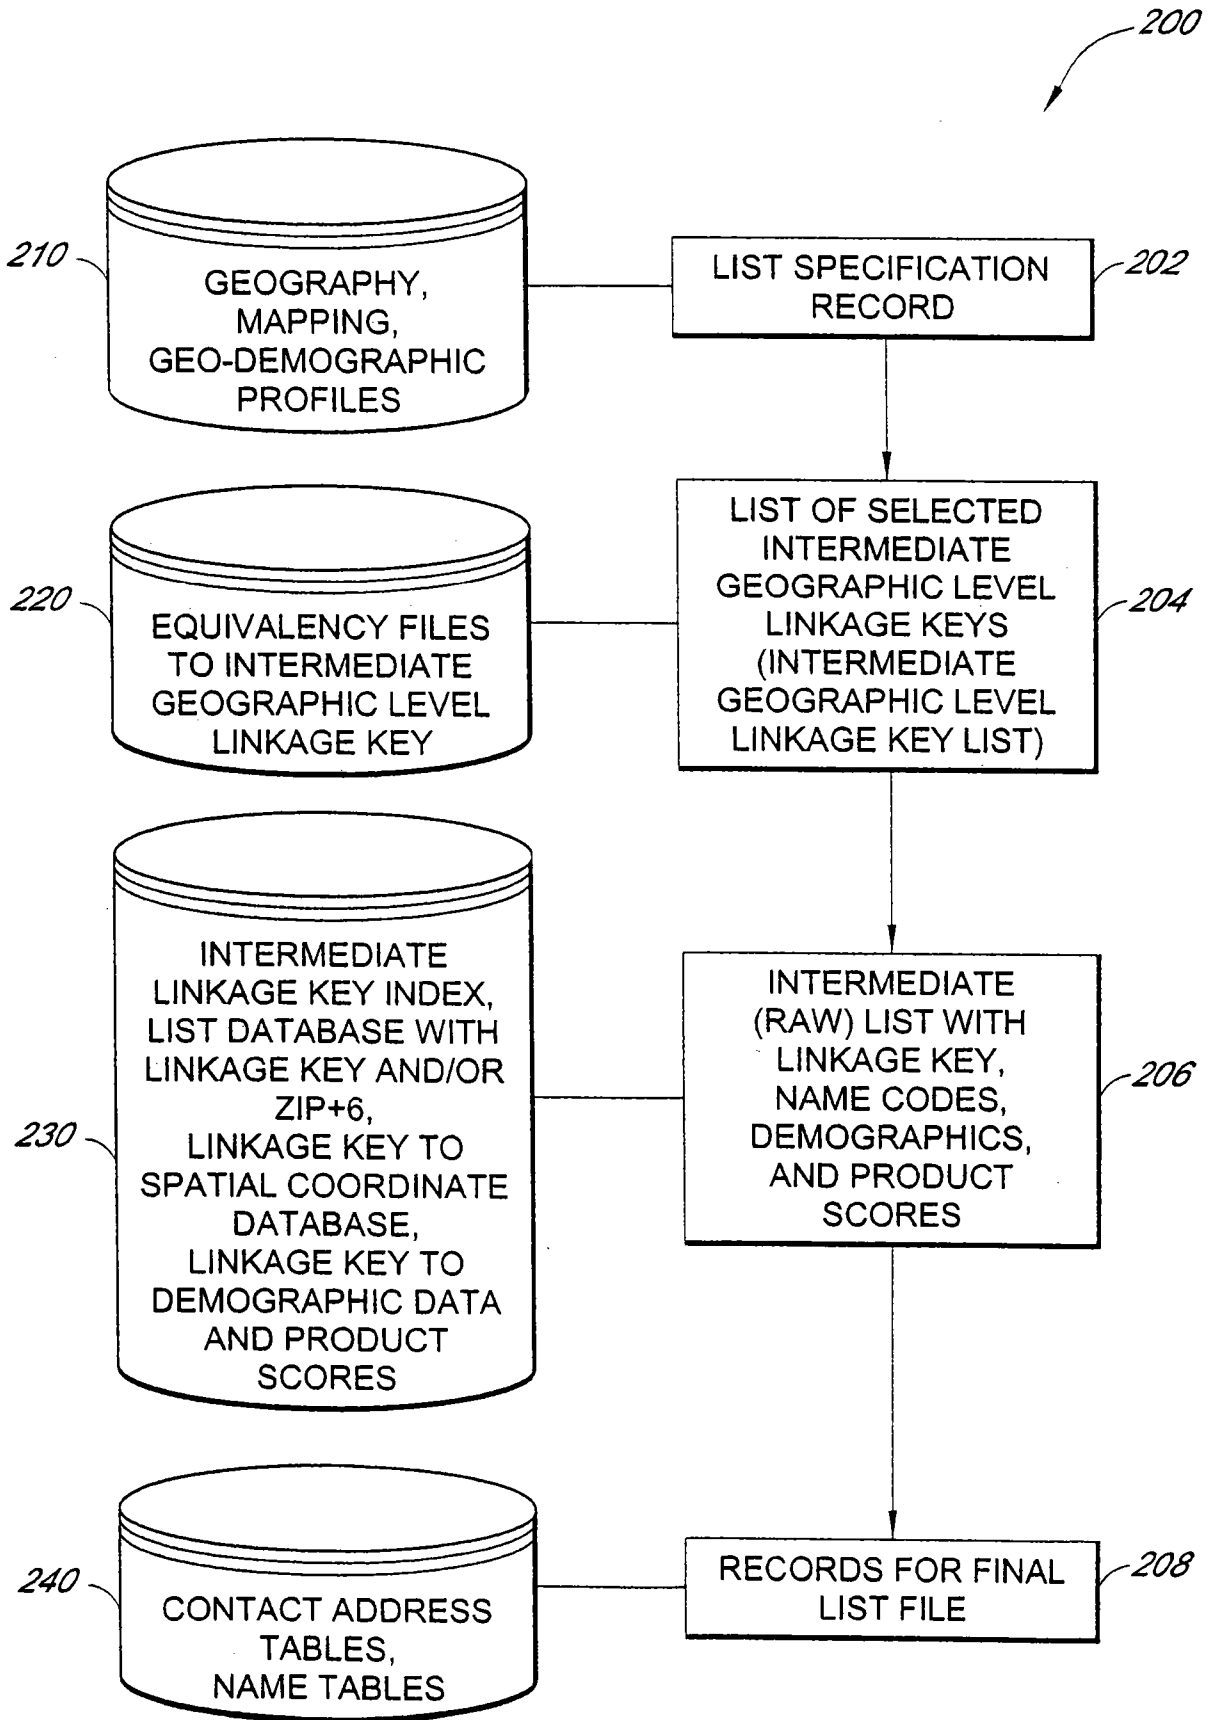 200
210
GEOGRAPHY,
MAPPING,
GEO-DEMOGRAPHIC
PROFILES
LIST SPECIFICATION
RECORD
202
220
EQUIVALENCY FILES
TO INTERMEDIATE
GEOGRAPHIC LEVEL
LINKAGE KEY
LIST OF SELECTED
INTERMEDIATE
GEOGRAPHIC LEVEL
LINKAGE KEYS
(INTERMEDIATE
GEOGRAPHIC LEVEL
LINKAGE KEY LIST)
204
230
INTERMEDIATE
LINKAGE KEY INDEX,
LIST DATABASE WITH
LINKAGE KEY AND/OR
ZIP+6,
LINKAGE KEY TO
SPATIAL COORDINATE
DATABASE,
LINKAGE KEY TO
DEMOGRAPHIC DATA
AND PRODUCT
SCORES
INTERMEDIATE
(RAW) LIST WITH
LINKAGE KEY,
NAME CODES,
DEMOGRAPHICS,
AND PRODUCT
SCORES
206
240
CONTACT ADDRESS
TABLES,
NAME TABLES
RECORDS FOR FINAL
LIST FILE
208